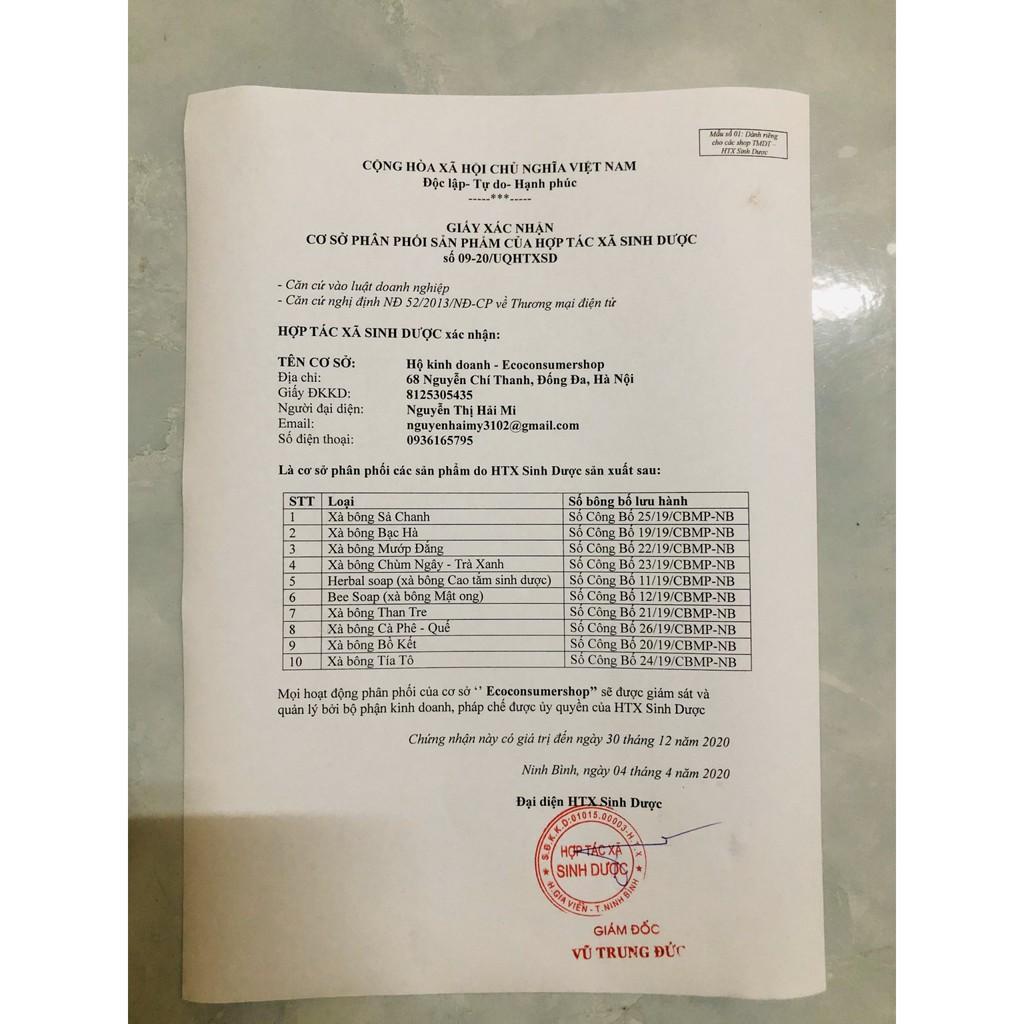 Mẫu số 01: Dành riêng
cho các shop TMDT –
HTX Sinh Dược
CỘNG HÒA XÃ HỘI CHỦ NGHĨA VIỆT NAM
Độc lập- Tự do- Hạnh phúc
-----***-----
GIẤY XÁC NHẬN
CƠ SỞ PHÂN PHỐI SẢN PHẨM CỦA HỢP TÁC XÃ SINH DƯỢC
số 09-20/UQHTXSD
- Căn cứ vào luật doanh nghiệp
- Căn cứ nghị định NĐ 52/2013/NĐ-CP về Thương mại điện tử
HỢP TÁC XÃ SINH DƯỢC xác nhận:
TÊN CƠ SỞ: Hộ kinh doanh - Ecoconsumershop
Địa chỉ: 68 Nguyễn Chí Thanh, Đống Đa, Hà Nội
Giấy ĐKKD: 8125305435
Người đại diện: Nguyễn Thị Hải Mi
Email: nguyenhaimy3102@gmail.com
Số điện thoại: 0936165795
Là cơ sở phân phối các sản phẩm do HTX Sinh Dược sản xuất sau:
STT Loại Số bông bố lưu hành
1 Xà bông Sả Chanh Số Công Bố 25/19/CBMP-NB
2 Xà bông Bạc Hà Số Công Bố 19/19/CBMP-NB
3 Xà bông Mướp Đắng Số Công Bố 22/19/CBMP-NB
4 Xà bông Chùm Ngây - Trà Xanh Số Công Bố 23/19/CBMP-NB
5 Herbal soap (xà bông Cao tắm sinh dược) Số Công Bố 11/19/CBMP-NB
6 Bee Soap (xà bông Mật ong) Số Công Bố 12/19/CBMP-NB
7 Xà bông Than Tre Số Công Bố 21/19/CBMP-NB
8 Xà bông Cà Phê - Quế Số Công Bố 26/19/CBMP-NB
9 Xà bông Bồ Kết Số Công Bố 20/19/CBMP-NB
10 Xà bông Tía Tô Số Công Bố 24/19/CBMP-NB
Mọi hoạt động phân phối của cơ sở ‘’ Ecoconsumershop” sẽ được giám sát và
quản lý bởi bộ phận kinh doanh, pháp chế được ủy quyền của HTX Sinh Dược
Chứng nhận này có giá trị đến ngày 30 tháng 12 năm 2020
Ninh Bình, ngày 04 tháng 4 năm 2020
Đại diện HTX Sinh Dược
S.Đ.K.K.D:01015.00003-H.T.X
HỢP TÁC XÃ
SINH DƯỢC
H.GIA VIỄN - T.NINH BÌNH
GIÁM ĐỐC
VŨ TRUNG ĐỨC